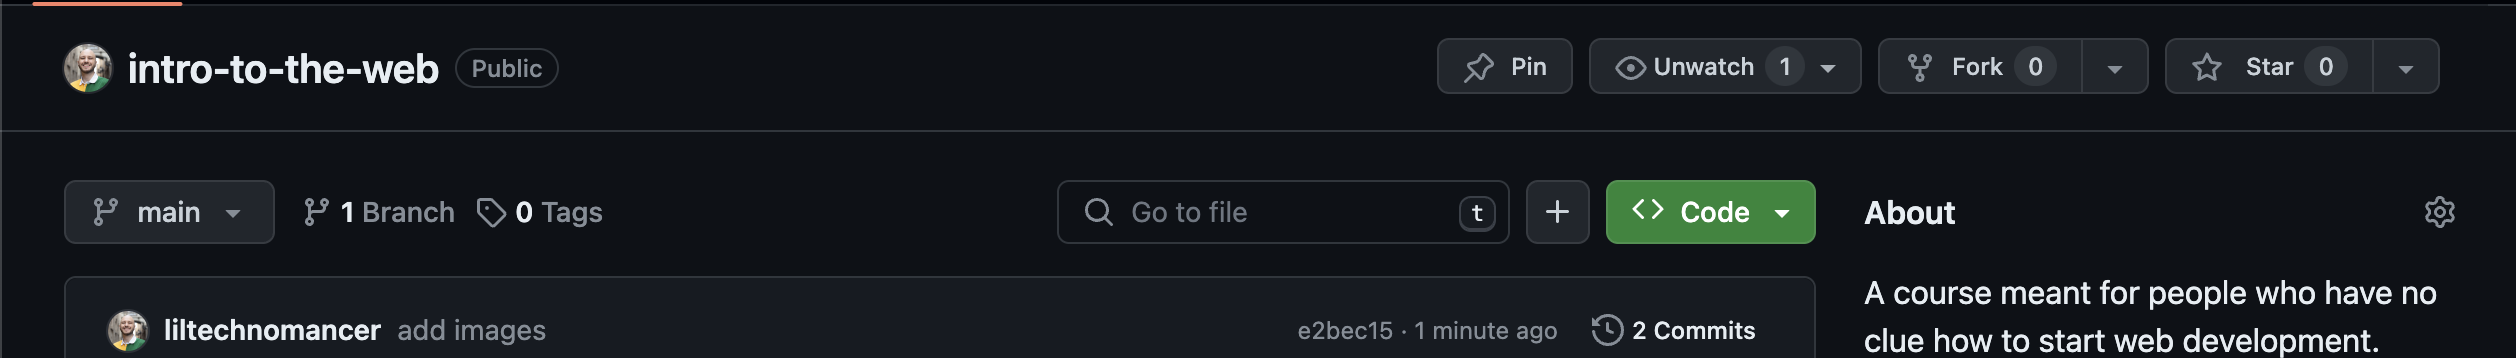 intro-to-the-web Public Pin Unwatch 1 Fork 0 Star 0
main 1 Branch 0 Tags Go to file t Code About
A course meant for people who have no
clue how to start web development.
liltechnomancer add images e2bec15 · 1 minute ago 2 Commits